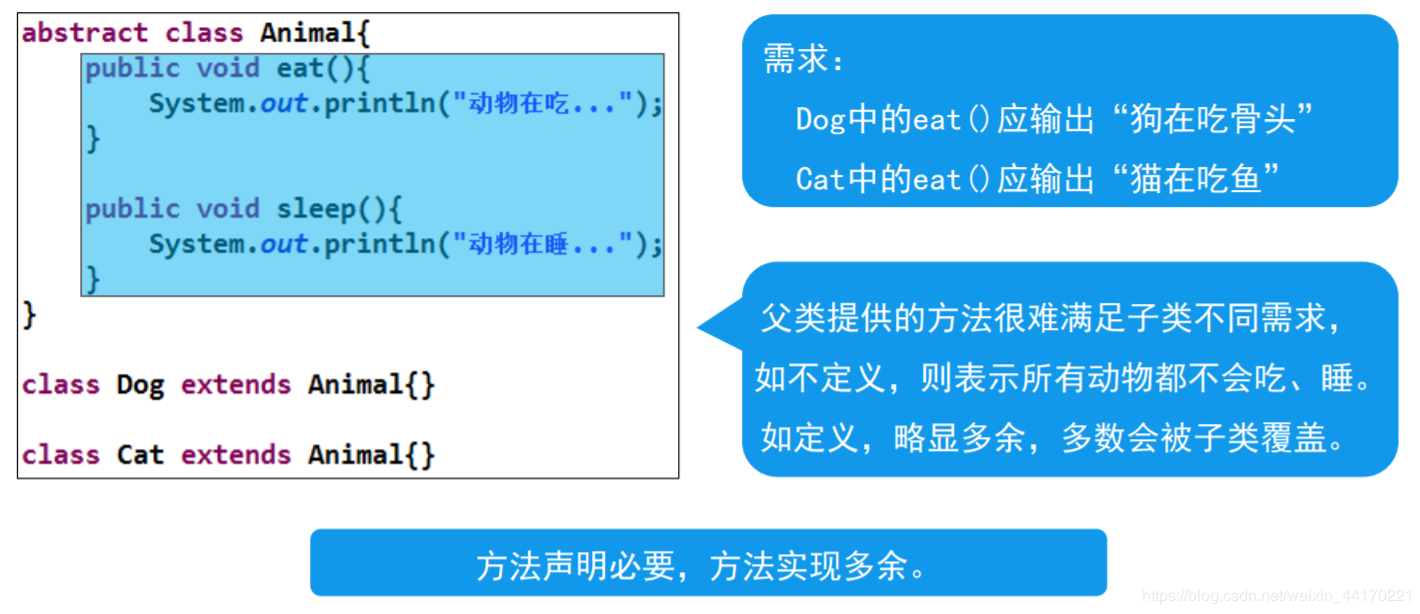 abstract class Animal{
public void eat(){
System.out.println("动物在吃...");
}
public void sleep(){
System.out.println("动物在睡...");
}
}
class Dog extends Animal{}
class Cat extends Animal{}
需求：
Dog中的eat()应输出“狗在吃骨头”
Cat中的eat()应输出“猫在吃鱼”
父类提供的方法很难满足子类不同需求，
如不定义，则表示所有动物都不会吃、睡。
如定义，略显多余，多数会被子类覆盖。
方法声明必要，方法实现多余。
https://blog.csdn.net/weixin_44170221